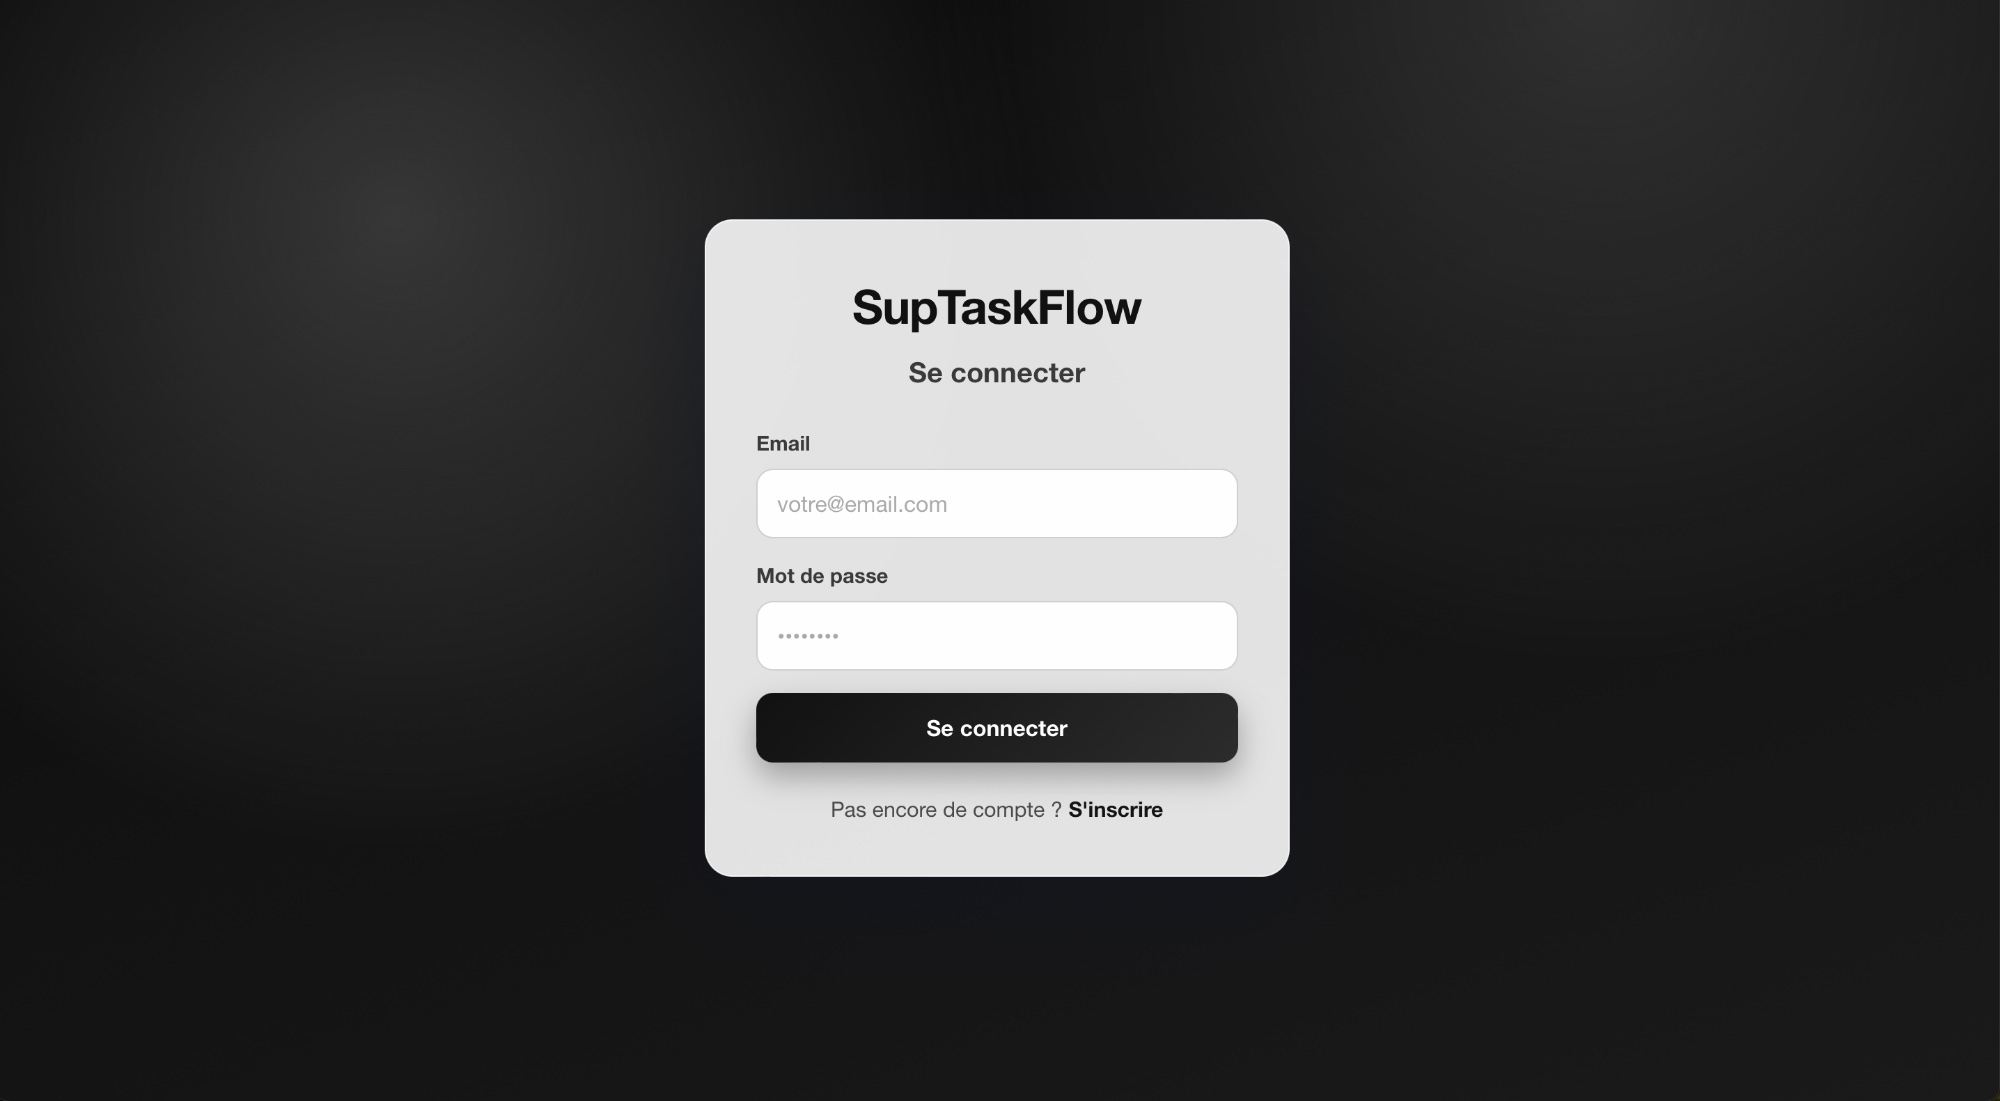 SupTaskFlow
Se connecter
Email
votre@email.com
Mot de passe
••••••••
Se connecter
Pas encore de compte ? S'inscrire